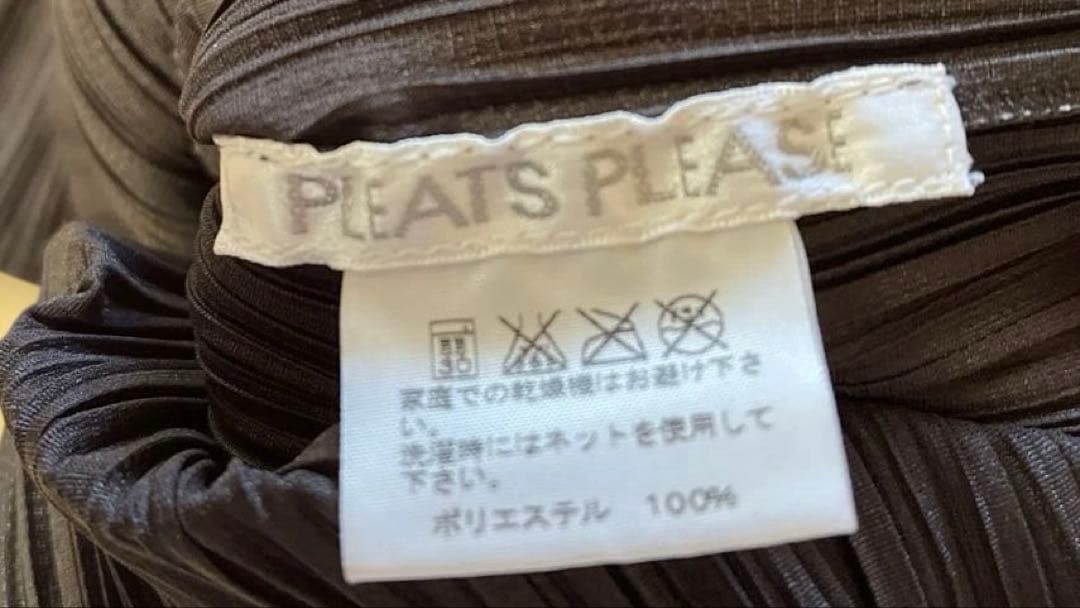 PLEATS PLEASE
家庭での乾燥機はお避け下さ
い。
洗濯時にはネットを使用して
下さい。
ポリエステル 100%